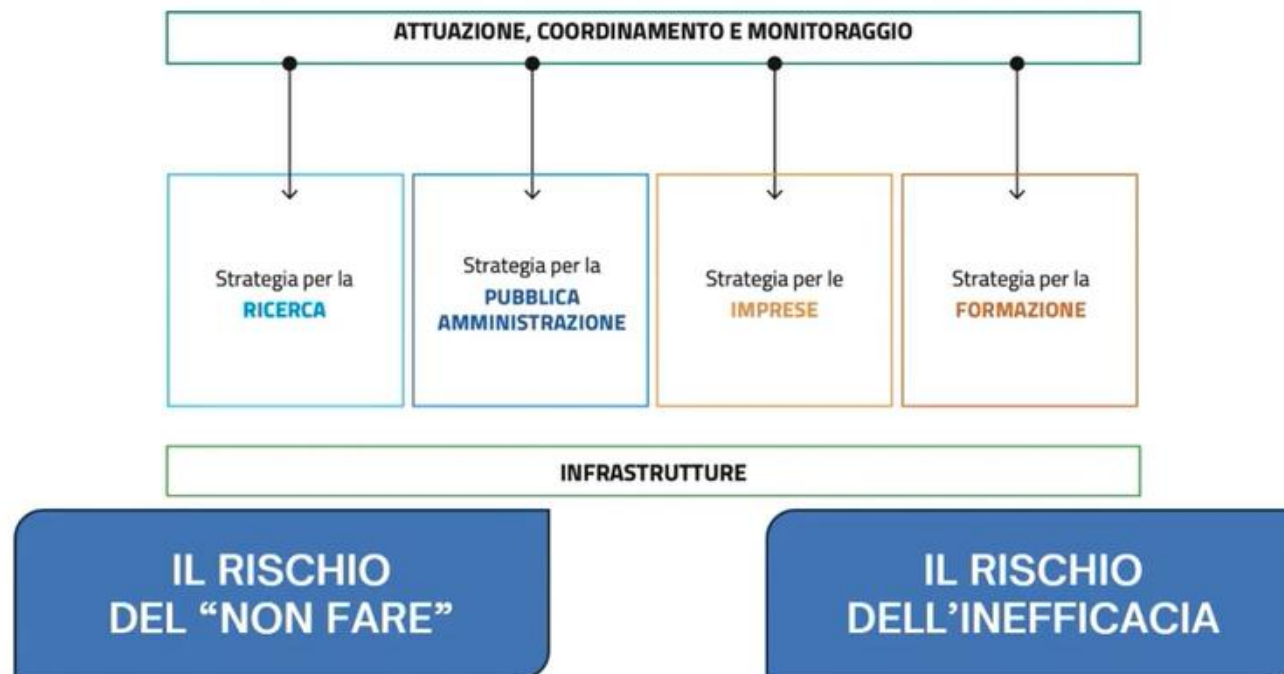 ATTUAZIONE, COORDINAMENTO E MONITORAGGIO
Strategia per la
RICERCA
Strategia per la
PUBBLICA
AMMINISTRAZIONE
Strategia per le
IMPRESE
Strategia per la
FORMAZIONE
INFRASTRUTTURE
IL RISCHIO
DEL “NON FARE”
IL RISCHIO
DELL’INEFFICACIA